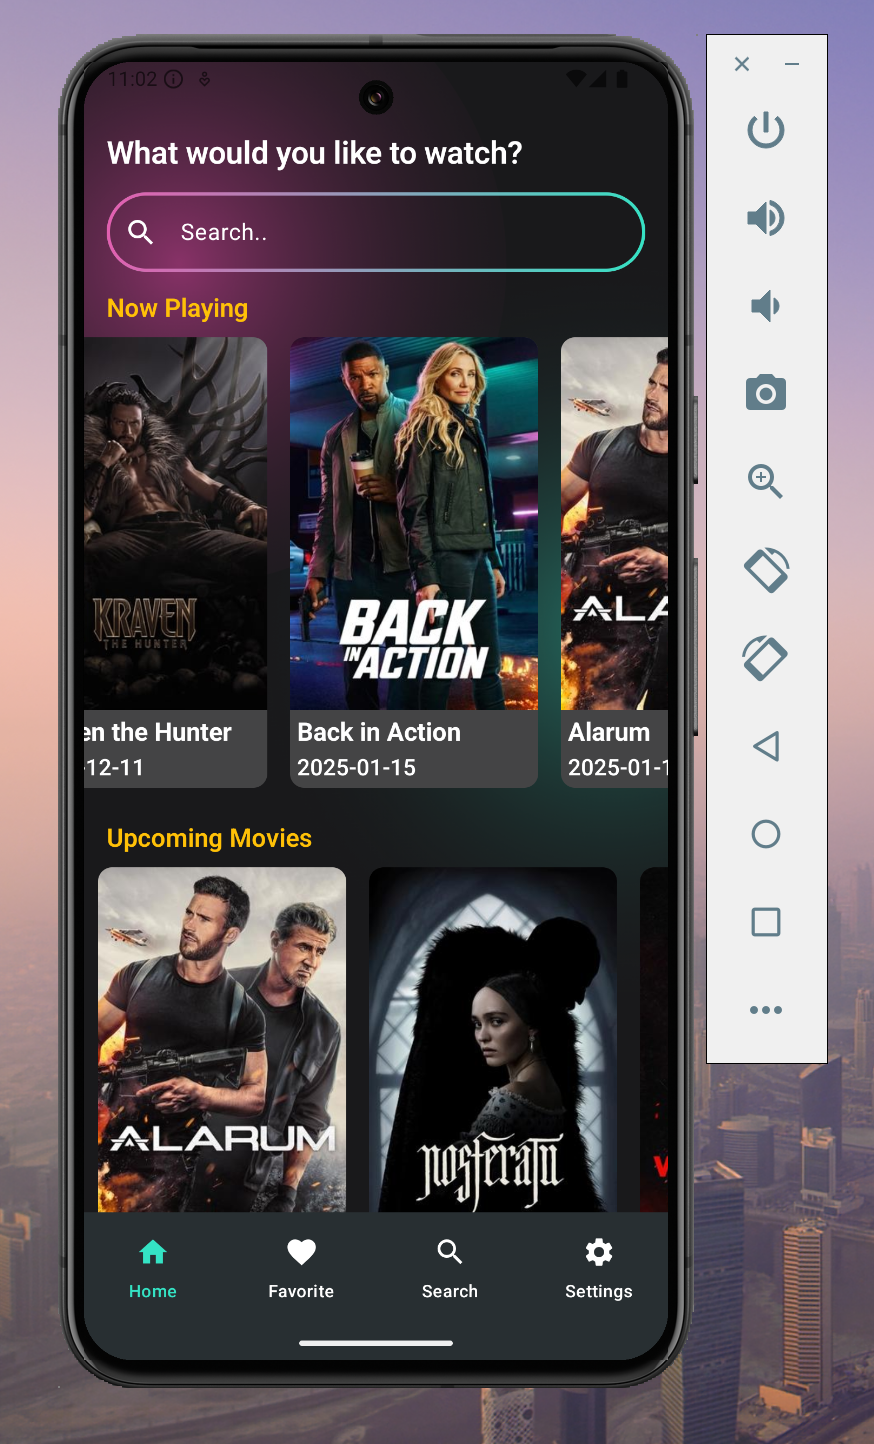 11:02
What would you like to watch?
Search..
Now Playing
KRAVEN
THE HUNTER
BACK
IN ACTION
ALA
en the Hunter
Back in Action
Alarum
-12-11
2025-01-15
2025-01-1
Upcoming Movies
ALARUM
nosferatu
Home
Favorite
Search
Settings